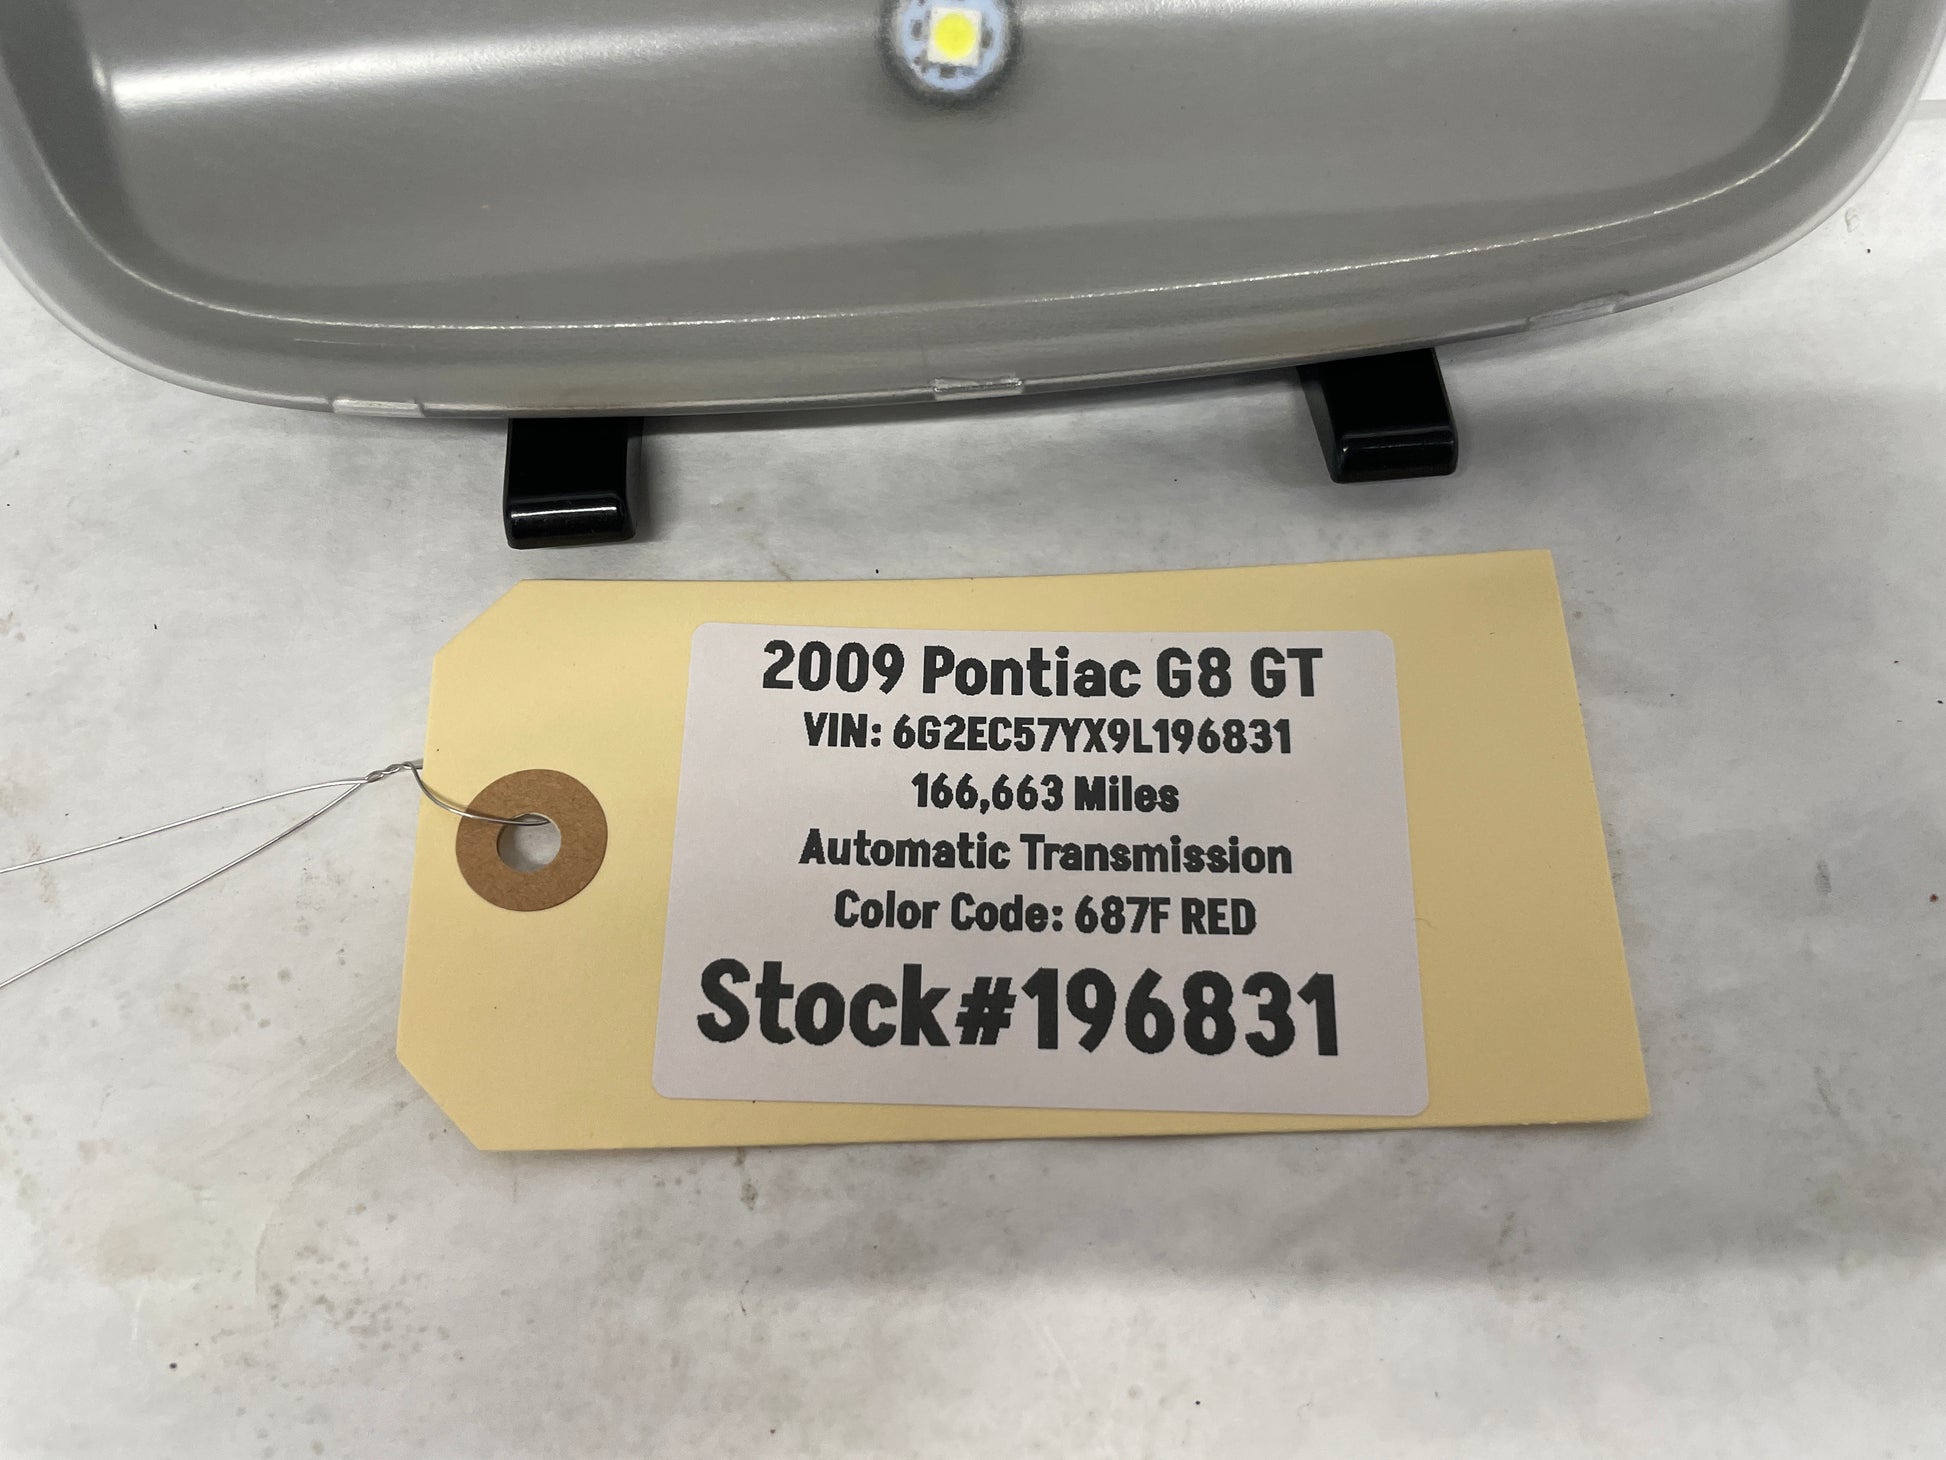 2009 Pontiac G8 GT
VIN: 6G2EC57YX9L196831
166,663 Miles
Automatic Transmission
Color Code: 687F RED
Stock#196831